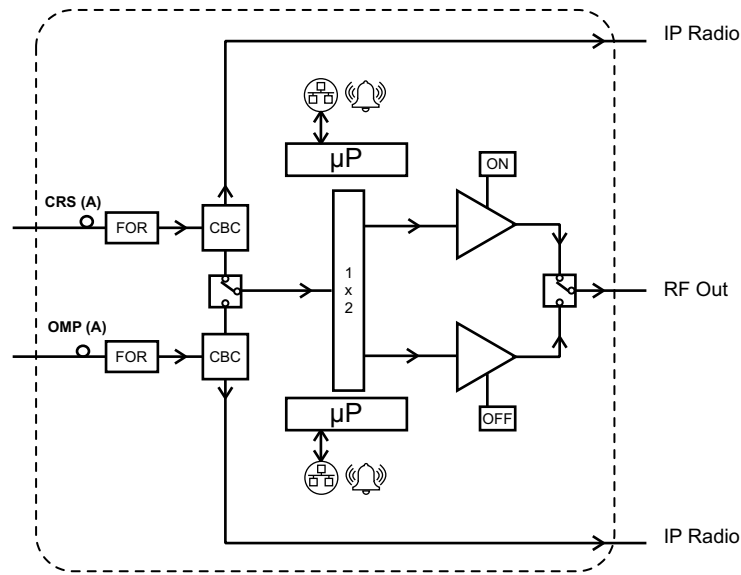 IP Radio
µP
ON
CRS (A)
FOR
CBC
1
x
2
RF Out
OMP (A)
FOR
CBC
µP
OFF
IP Radio